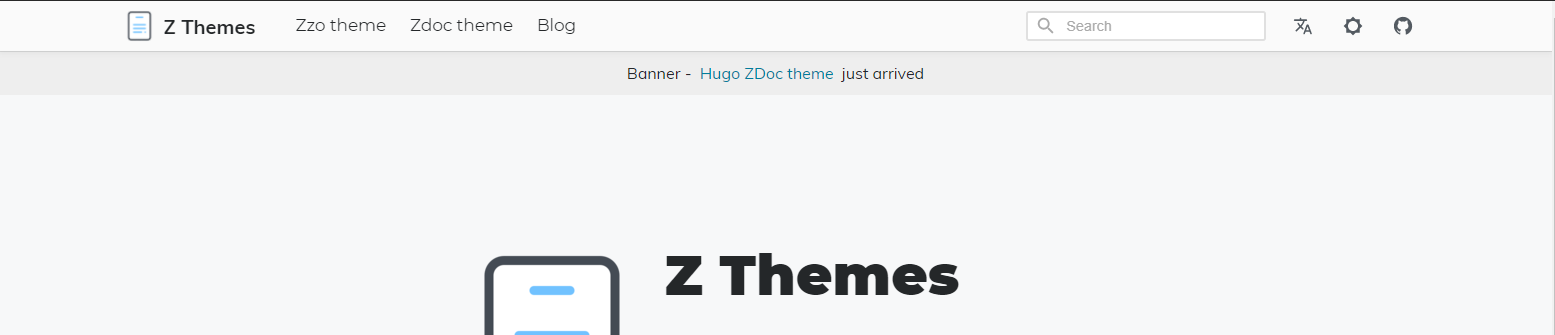 Z Themes Zzo theme Zdoc theme Blog Search
Banner - Hugo ZDoc theme just arrived
Z Themes